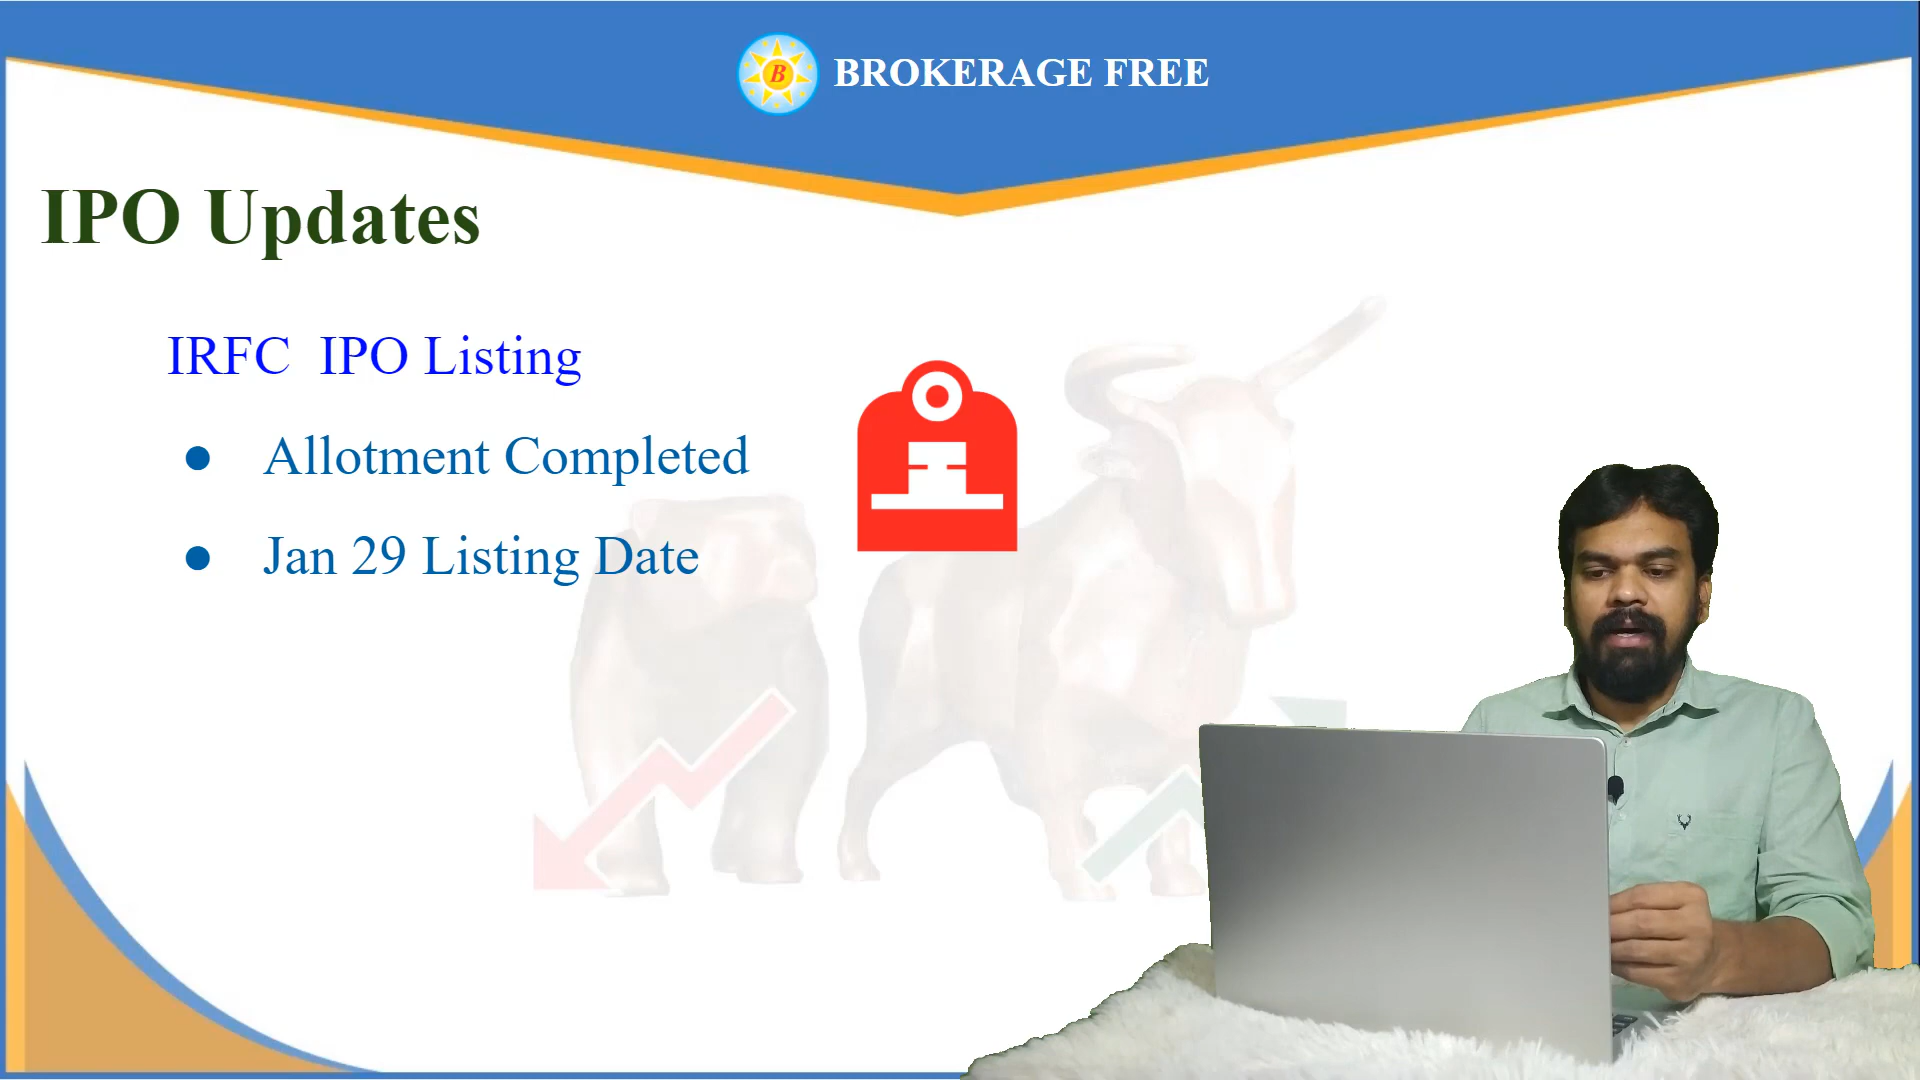 B BROKERAGE FREE
IPO Updates
IRFC IPO Listing
● Allotment Completed
● Jan 29 Listing Date